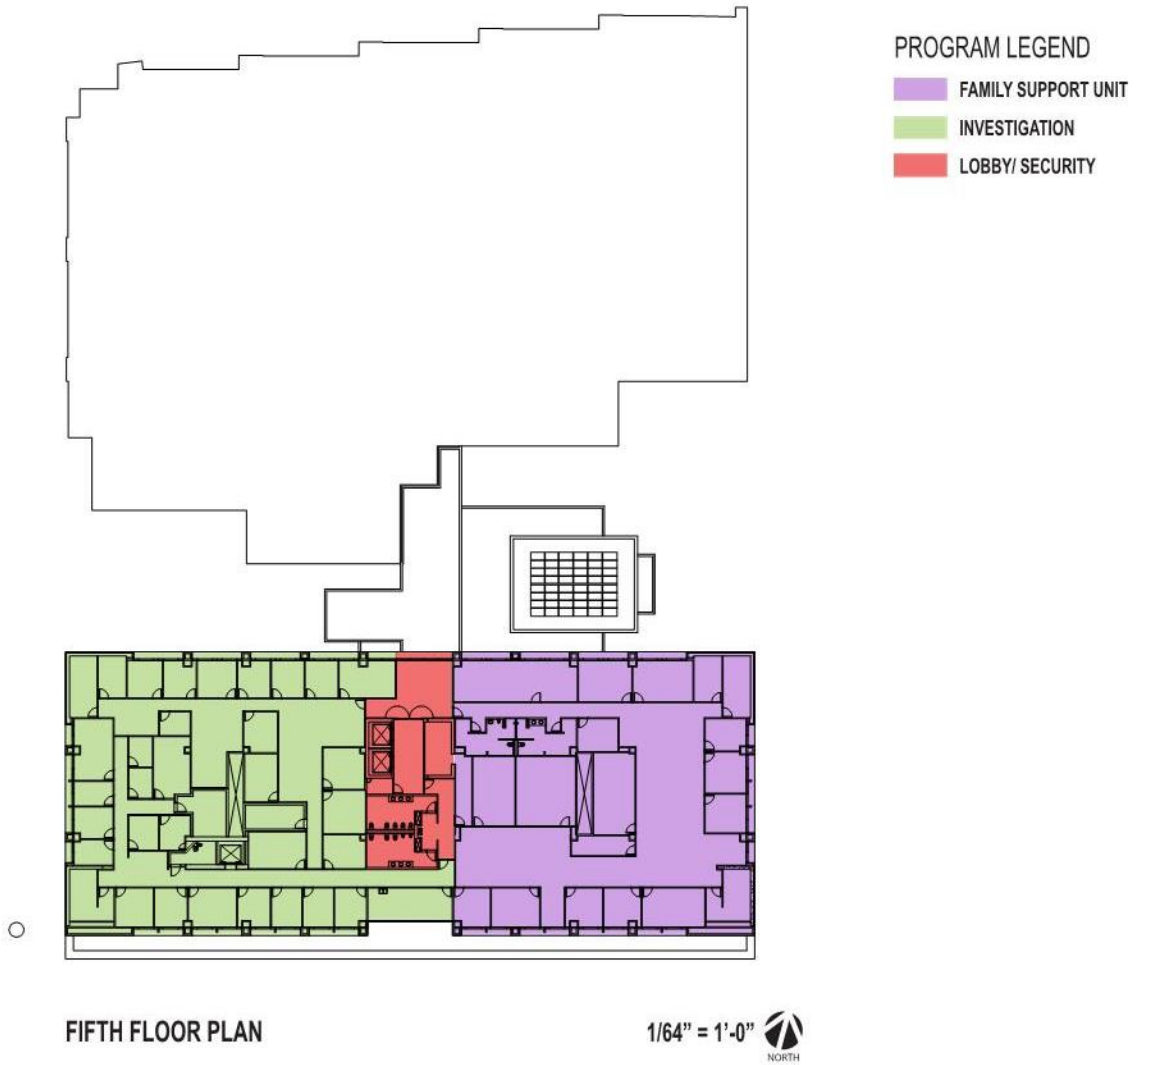 PROGRAM LEGEND
FAMILY SUPPORT UNIT
INVESTIGATION
LOBBY/ SECURITY
FIFTH FLOOR PLAN
1/64” = 1’-0”
NORTH